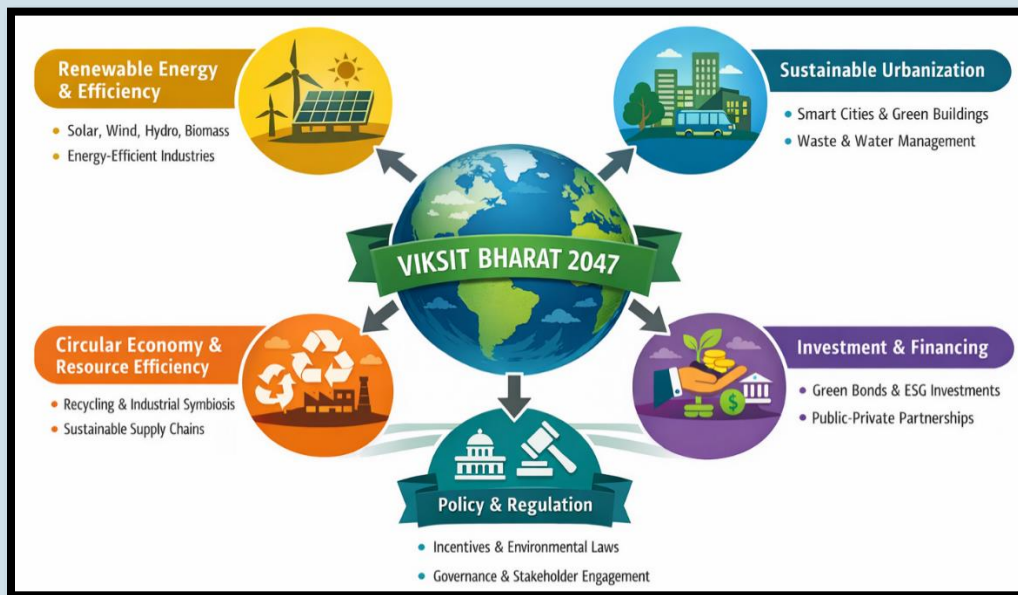 Renewable Energy
& Efficiency
• Solar, Wind, Hydro, Biomass
• Energy-Efficient Industries
Sustainable Urbanization
• Smart Cities & Green Buildings
• Waste & Water Management
VIKSIT BHARAT 2047
Circular Economy &
Resource Efficiency
• Recycling & Industrial Symbiosis
• Sustainable Supply Chains
Investment & Financing
• Green Bonds & ESG Investments
• Public-Private Partnerships
$
Policy & Regulation
• Incentives & Environmental Laws
• Governance & Stakeholder Engagement